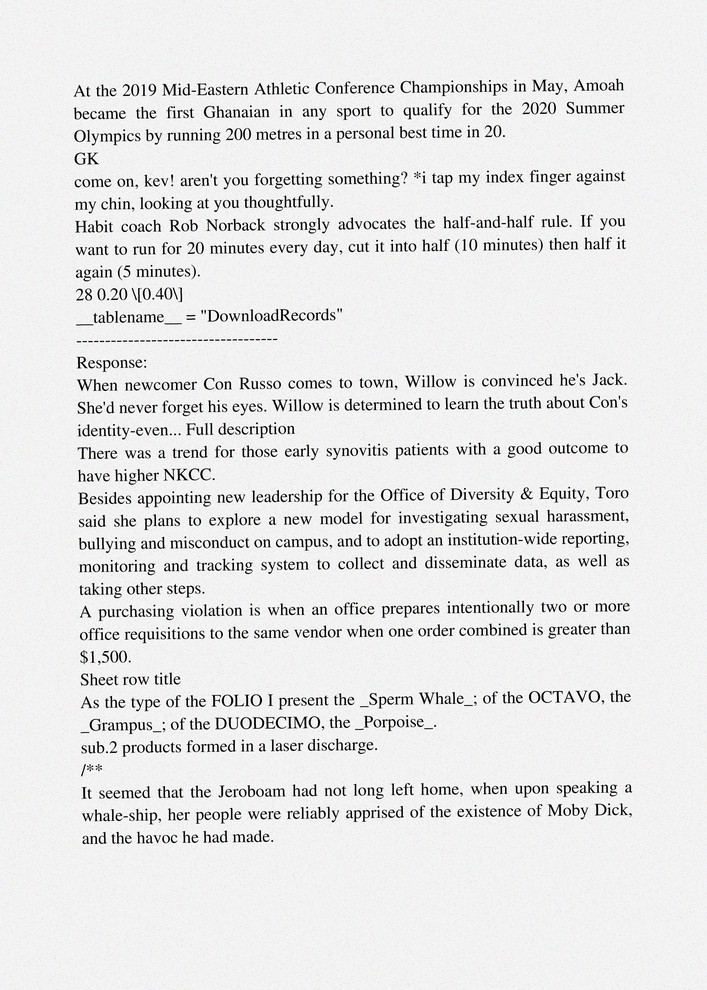 At the 2019 Mid-Eastern Athletic Conference Championships in May, Amoah
became the first Ghanaian in any sport to qualify for the 2020 Summer
Olympics by running 200 metres in a personal best time in 20.
GK
come on, kev! aren't you forgetting something? *i tap my index finger against
my chin, looking at you thoughtfully.
Habit coach Rob Norback strongly advocates the half-and-half rule. If you
want to run for 20 minutes every day, cut it into half (10 minutes) then half it
again (5 minutes).
28 0.20 \[0.40\]
__tablename__ = "DownloadRecords"
-----------------------------------
Response:
When newcomer Con Russo comes to town, Willow is convinced he's Jack.
She'd never forget his eyes. Willow is determined to learn the truth about Con's
identity-even... Full description
There was a trend for those early synovitis patients with a good outcome to
have higher NKCC.
Besides appointing new leadership for the Office of Diversity & Equity, Toro
said she plans to explore a new model for investigating sexual harassment,
bullying and misconduct on campus, and to adopt an institution-wide reporting,
monitoring and tracking system to collect and disseminate data, as well as
taking other steps.
A purchasing violation is when an office prepares intentionally two or more
office requisitions to the same vendor when one order combined is greater than
$1,500.
Sheet row title
As the type of the FOLIO I present the _Sperm Whale_; of the OCTAVO, the
_Grampus_; of the DUODECIMO, the _Porpoise_.
sub.2 products formed in a laser discharge.
/**
It seemed that the Jeroboam had not long left home, when upon speaking a
whale-ship, her people were reliably apprised of the existence of Moby Dick,
and the havoc he had made.